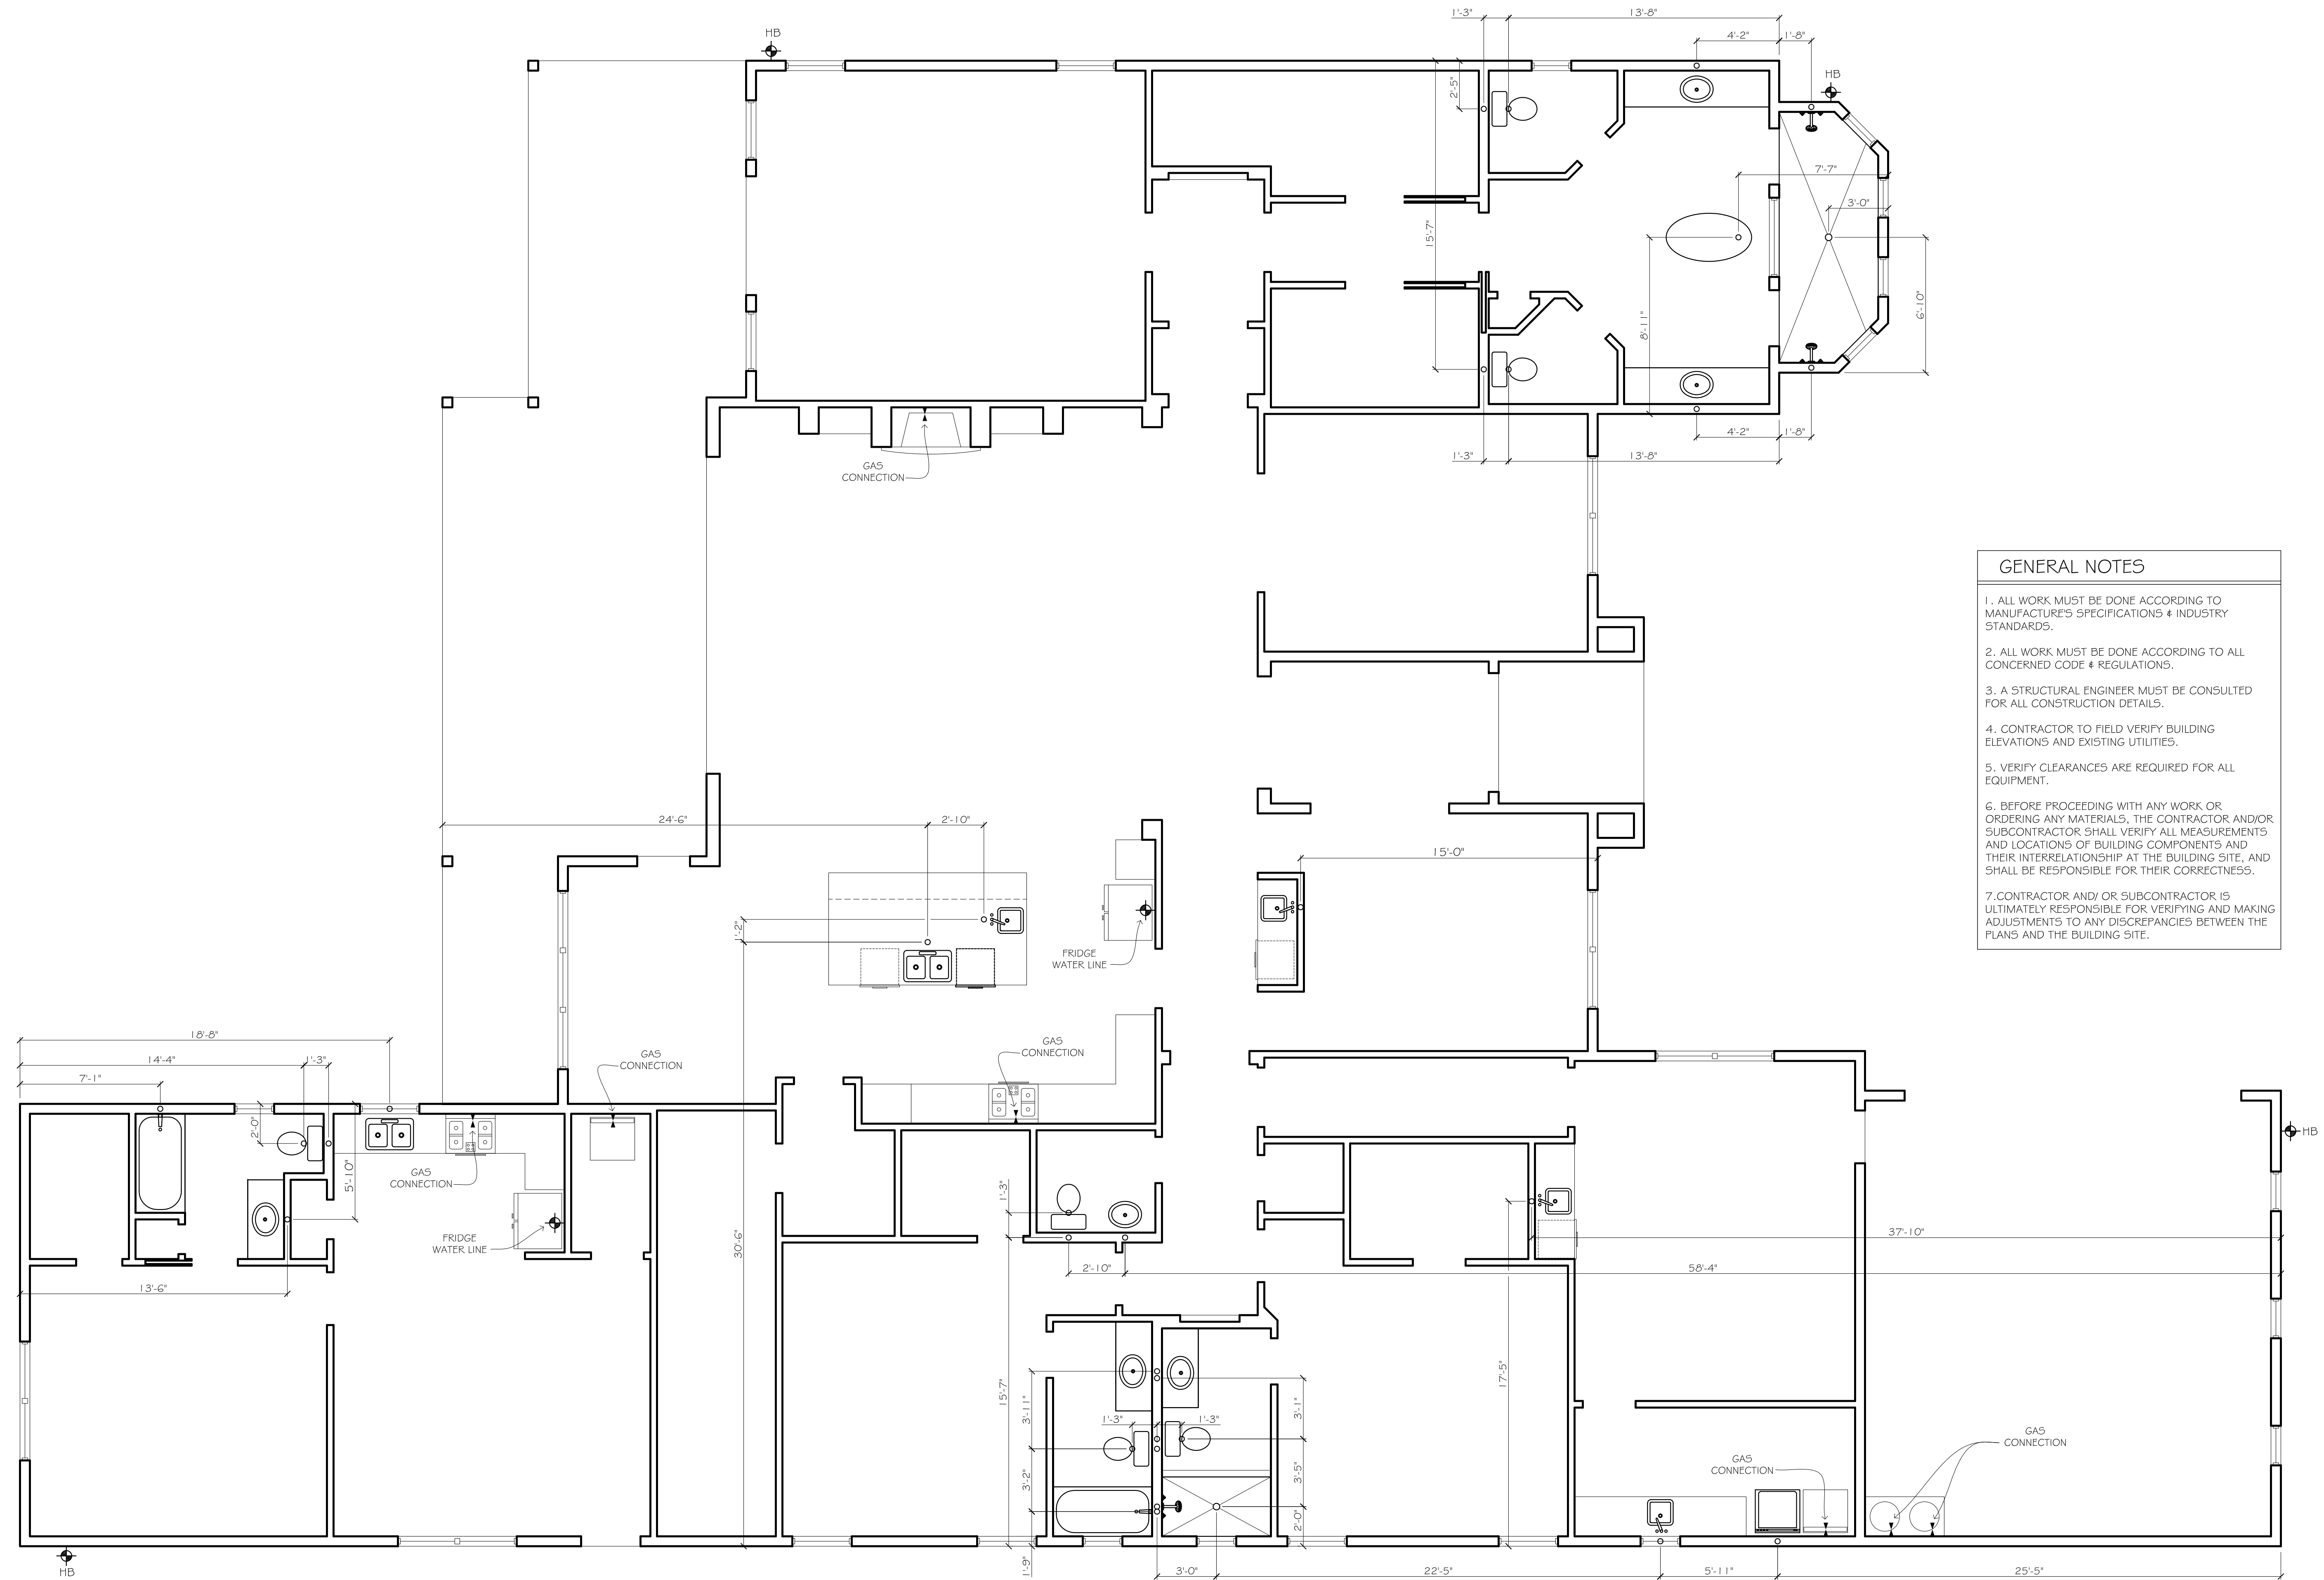 1'-3"
13'-8"
4'-2"
1'-8"
HB
HB
2'-5"
7'-7"
3'-0"
15'-7"
8'-11"
6'-10"
4'-2"
1'-8"
1'-3"
13'-8"
GAS
CONNECTION
GENERAL NOTES
1. ALL WORK MUST BE DONE ACCORDING TO
MANUFACTURE'S SPECIFICATIONS & INDUSTRY
STANDARDS.
2. ALL WORK MUST BE DONE ACCORDING TO ALL
CONCERNED CODE & REGULATIONS.
3. A STRUCTURAL ENGINEER MUST BE CONSULTED
FOR ALL CONSTRUCTION DETAILS.
4. CONTRACTOR TO FIELD VERIFY BUILDING
ELEVATIONS AND EXISTING UTILITIES.
5. VERIFY CLEARANCES ARE REQUIRED FOR ALL
EQUIPMENT.
6. BEFORE PROCEEDING WITH ANY WORK OR
ORDERING ANY MATERIALS, THE CONTRACTOR AND/OR
SUBCONTRACTOR SHALL VERIFY ALL MEASUREMENTS
AND LOCATIONS OF BUILDING COMPONENTS AND
THEIR INTERRELATIONSHIP AT THE BUILDING SITE, AND
SHALL BE RESPONSIBLE FOR THEIR CORRECTNESS.
7.CONTRACTOR AND/ OR SUBCONTRACTOR IS
ULTIMATELY RESPONSIBLE FOR VERIFYING AND MAKING
ADJUSTMENTS TO ANY DISCREPANCIES BETWEEN THE
PLANS AND THE BUILDING SITE.
24'-6"
2'-10"
15'-0"
1'-2"
FRIDGE
WATER LINE
18'-8"
14'-4"
1'-3"
7'-1"
GAS
CONNECTION
GAS
CONNECTION
2'-0"
5'-10"
GAS
CONNECTION
FRIDGE
WATER LINE
13'-6"
30'-6"
1'-3"
HB
37'-10"
2'-10"
58'-4"
15'-7"
3'-11"
1'-3"
1'-3"
3'-1"
17'-5"
3'-2"
3'-5"
2'-0"
GAS
CONNECTION
GAS
CONNECTION
HB
1'-9"
3'-0"
22'-5"
5'-11"
25'-5"